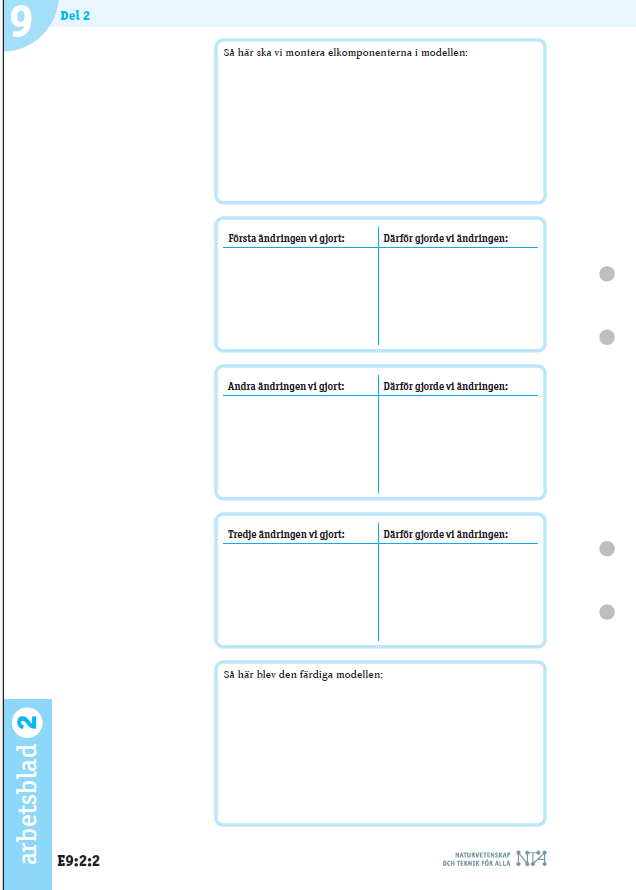 9
Del 2
Så här ska vi montera elkomponenterna i modellen:
Första ändringen vi gjort:
Därför gjorde vi ändringen:
Andra ändringen vi gjort:
Därför gjorde vi ändringen:
Tredje ändringen vi gjort:
Därför gjorde vi ändringen:
Så här blev den färdiga modellen:
arbetsblad 2
E9:2:2
NATURVETENSKAP
OCH TEKNIK FÖR ALLA
NTA